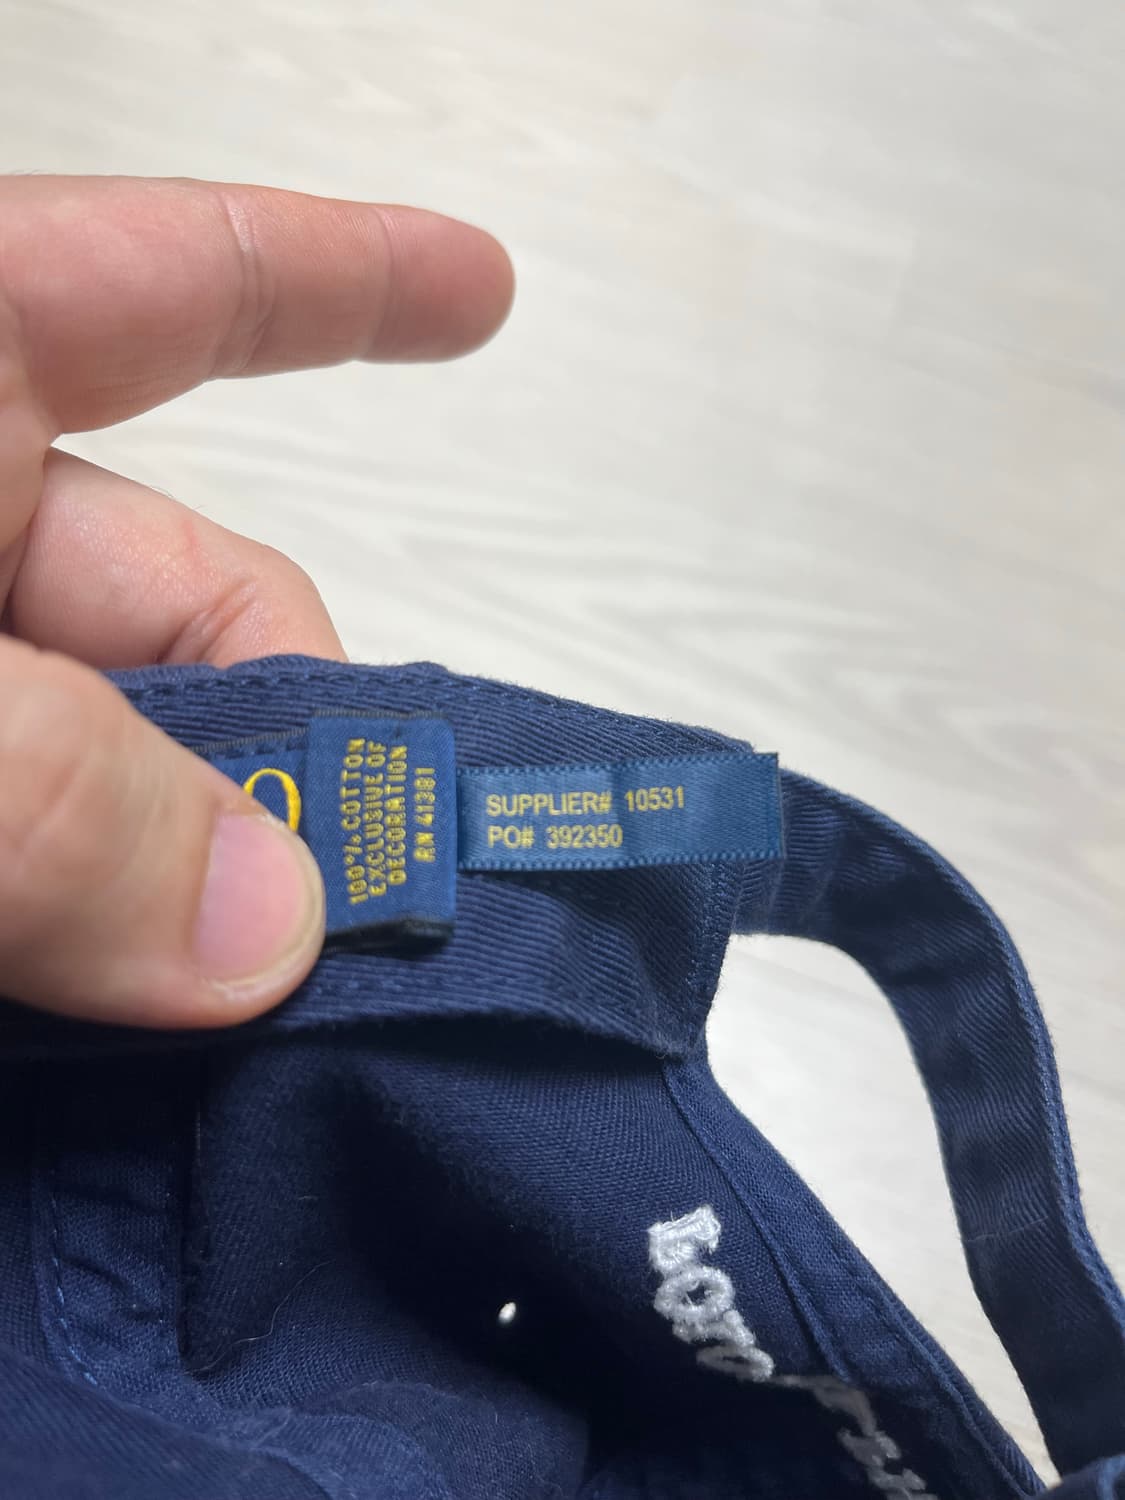 O
100% COTTON
EXCLUSIVE OF
DECORATION
RN 41381
SUPPLIER# 10531
PO# 392350